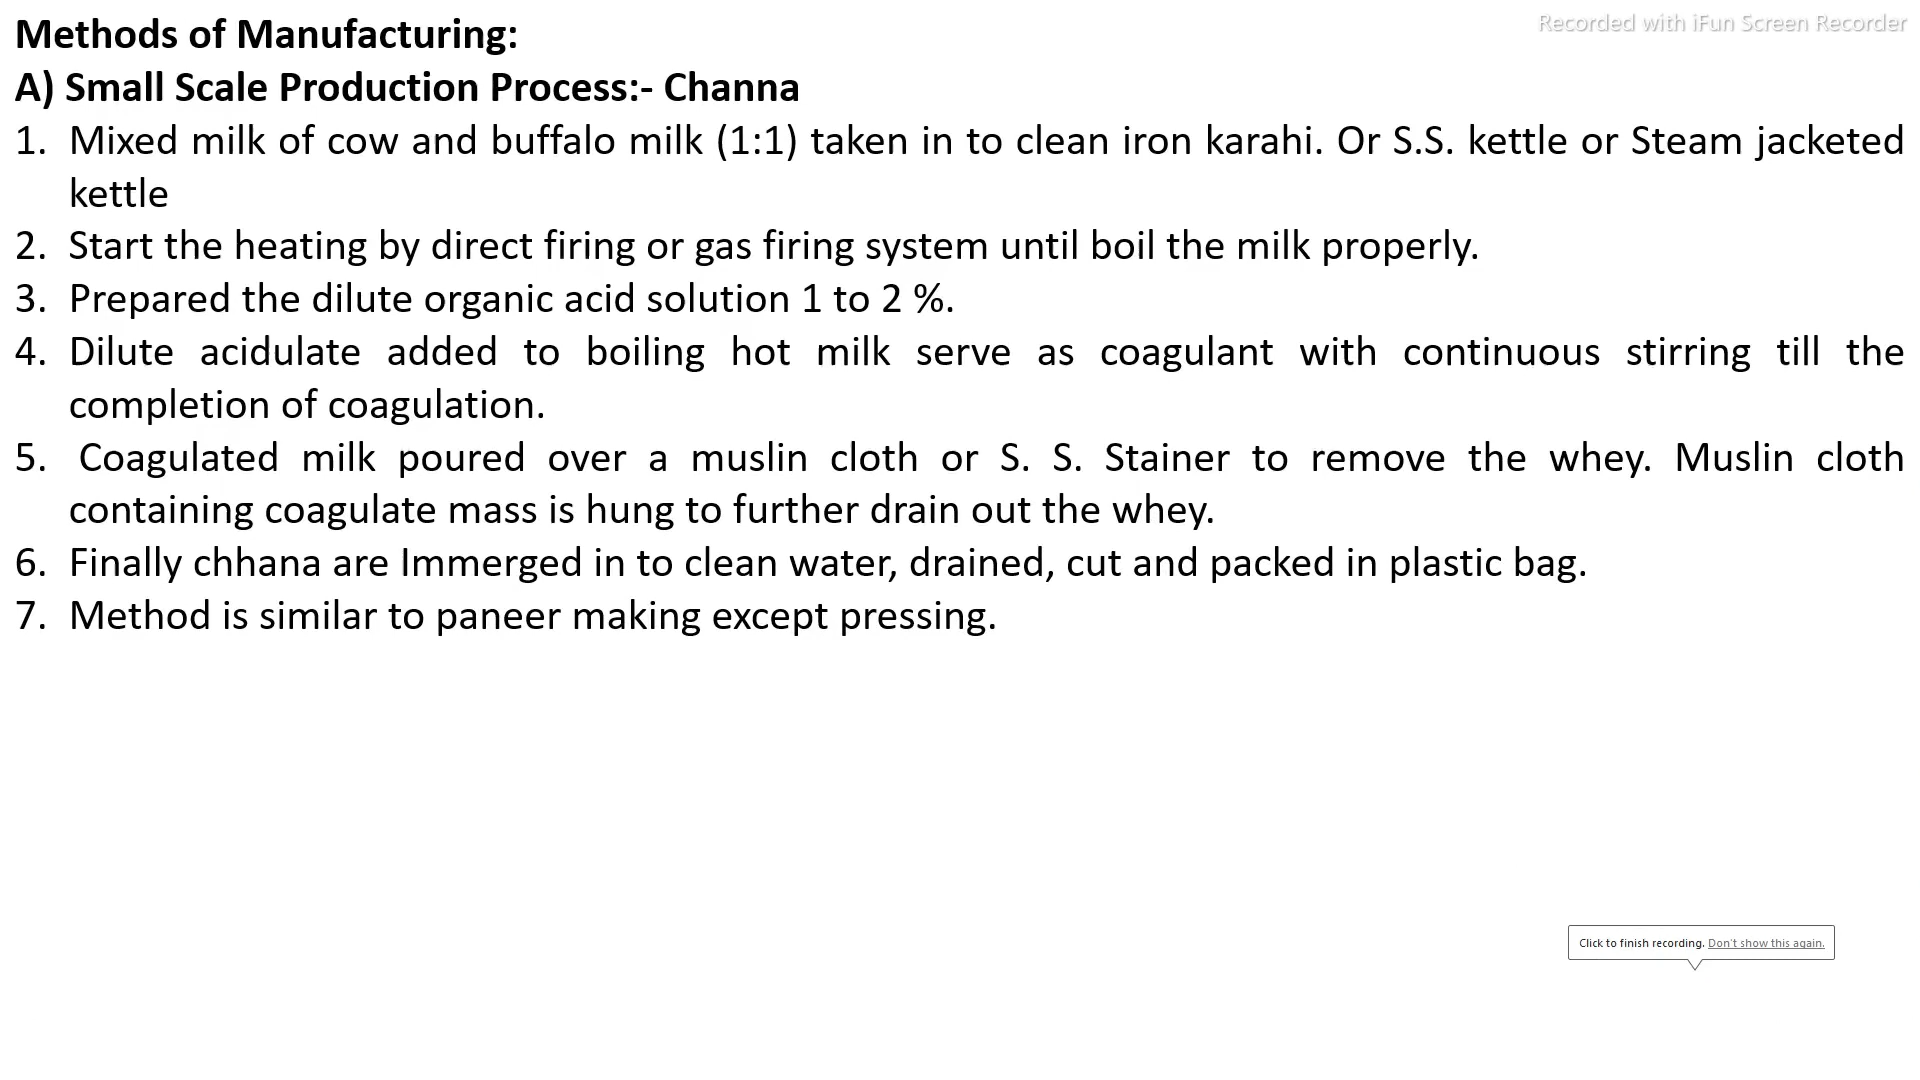 Recorded with iFun Screen Recorder
Methods of Manufacturing:
A) Small Scale Production Process:- Channa
1. Mixed milk of cow and buffalo milk (1:1) taken in to clean iron karahi. Or S.S. kettle or Steam jacketed
kettle
2. Start the heating by direct firing or gas firing system until boil the milk properly.
3. Prepared the dilute organic acid solution 1 to 2 %.
4. Dilute acidulate added to boiling hot milk serve as coagulant with continuous stirring till the
completion of coagulation.
5. Coagulated milk poured over a muslin cloth or S. S. Stainer to remove the whey. Muslin cloth
containing coagulate mass is hung to further drain out the whey.
6. Finally chhana are Immerged in to clean water, drained, cut and packed in plastic bag.
7. Method is similar to paneer making except pressing.
Click to finish recording. Don't show this again.